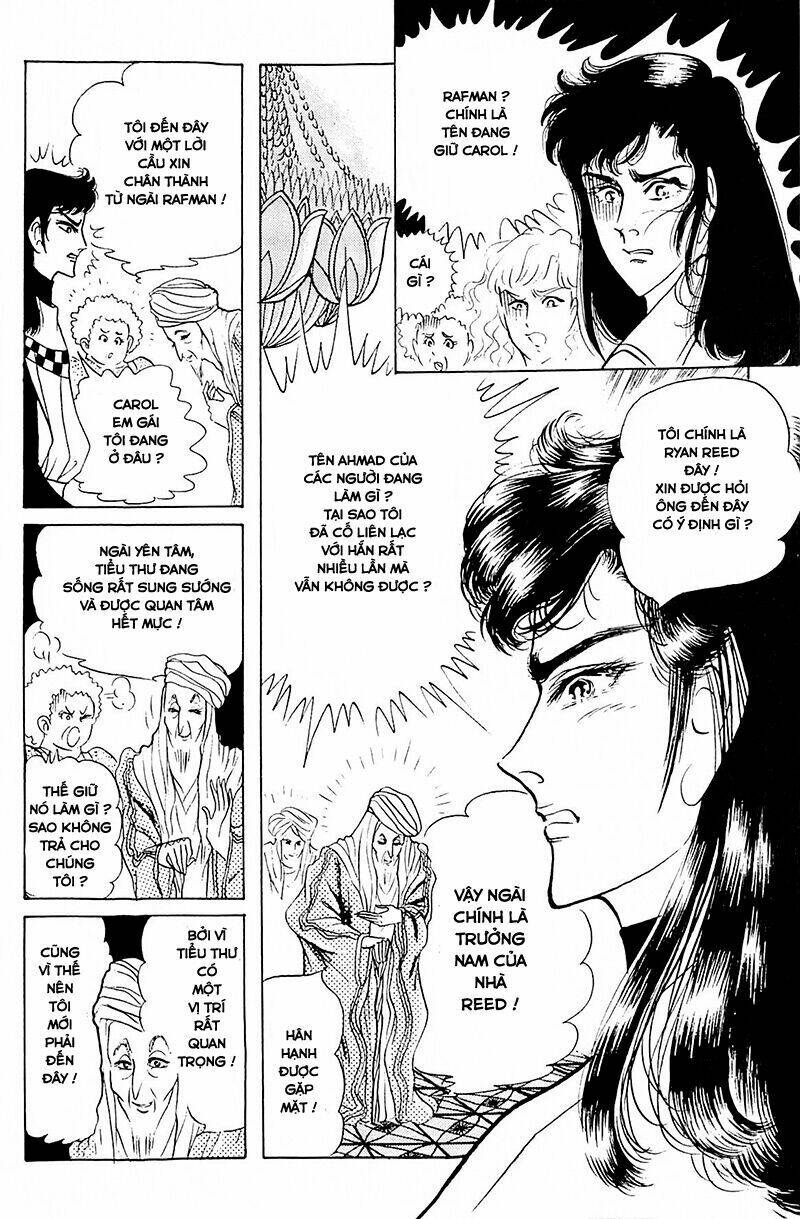 RAFMAN ?
CHÍNH LÀ
TÊN ĐANG
GIỮ CAROL !
CÁI
GÌ ?
TÔI CHÍNH LÀ
RYAN REED
ĐÂY !
XIN ĐƯỢC HỎI
ÔNG ĐẾN ĐÂY
CÓ Ý ĐỊNH GÌ ?
TÊN AHMAD CỦA
CÁC NGƯỜI ĐANG
LÀM GÌ ?
TẠI SAO TÔI
ĐÃ CỐ LIÊN LẠC
VỚI HẮN RẤT
NHIỀU LẦN MÀ
VẪN KHÔNG ĐƯỢC ?
VẬY NGÀI
CHÍNH LÀ
TRƯỞNG
NAM CỦA
NHÀ
REED !
HÂN
HẠNH
ĐƯỢC
GẶP
MẶT !
TÔI ĐẾN ĐÂY
VỚI MỘT LỜI
CẦU XIN
CHÂN THÀNH
TỪ NGÀI RAFMAN !
CAROL
EM GÁI
TÔI ĐANG
Ở ĐÂU ?
NGÀI YÊN TÂM,
TIỂU THƯ ĐANG
SỐNG RẤT SUNG SƯỚNG
VÀ ĐƯỢC QUAN TÂM
HẾT MỰC !
THẾ GIỮ
NÓ LÀM GÌ ?
SAO KHÔNG
TRẢ CHO
CHÚNG
TÔI ?
BỞI VÌ
TIỂU THƯ
CÓ
MỘT
VỊ TRÍ
RẤT
QUAN
TRỌNG !
CŨNG
VÌ THẾ
NÊN
TÔI
MỚI
PHẢI
ĐẾN
ĐÂY !